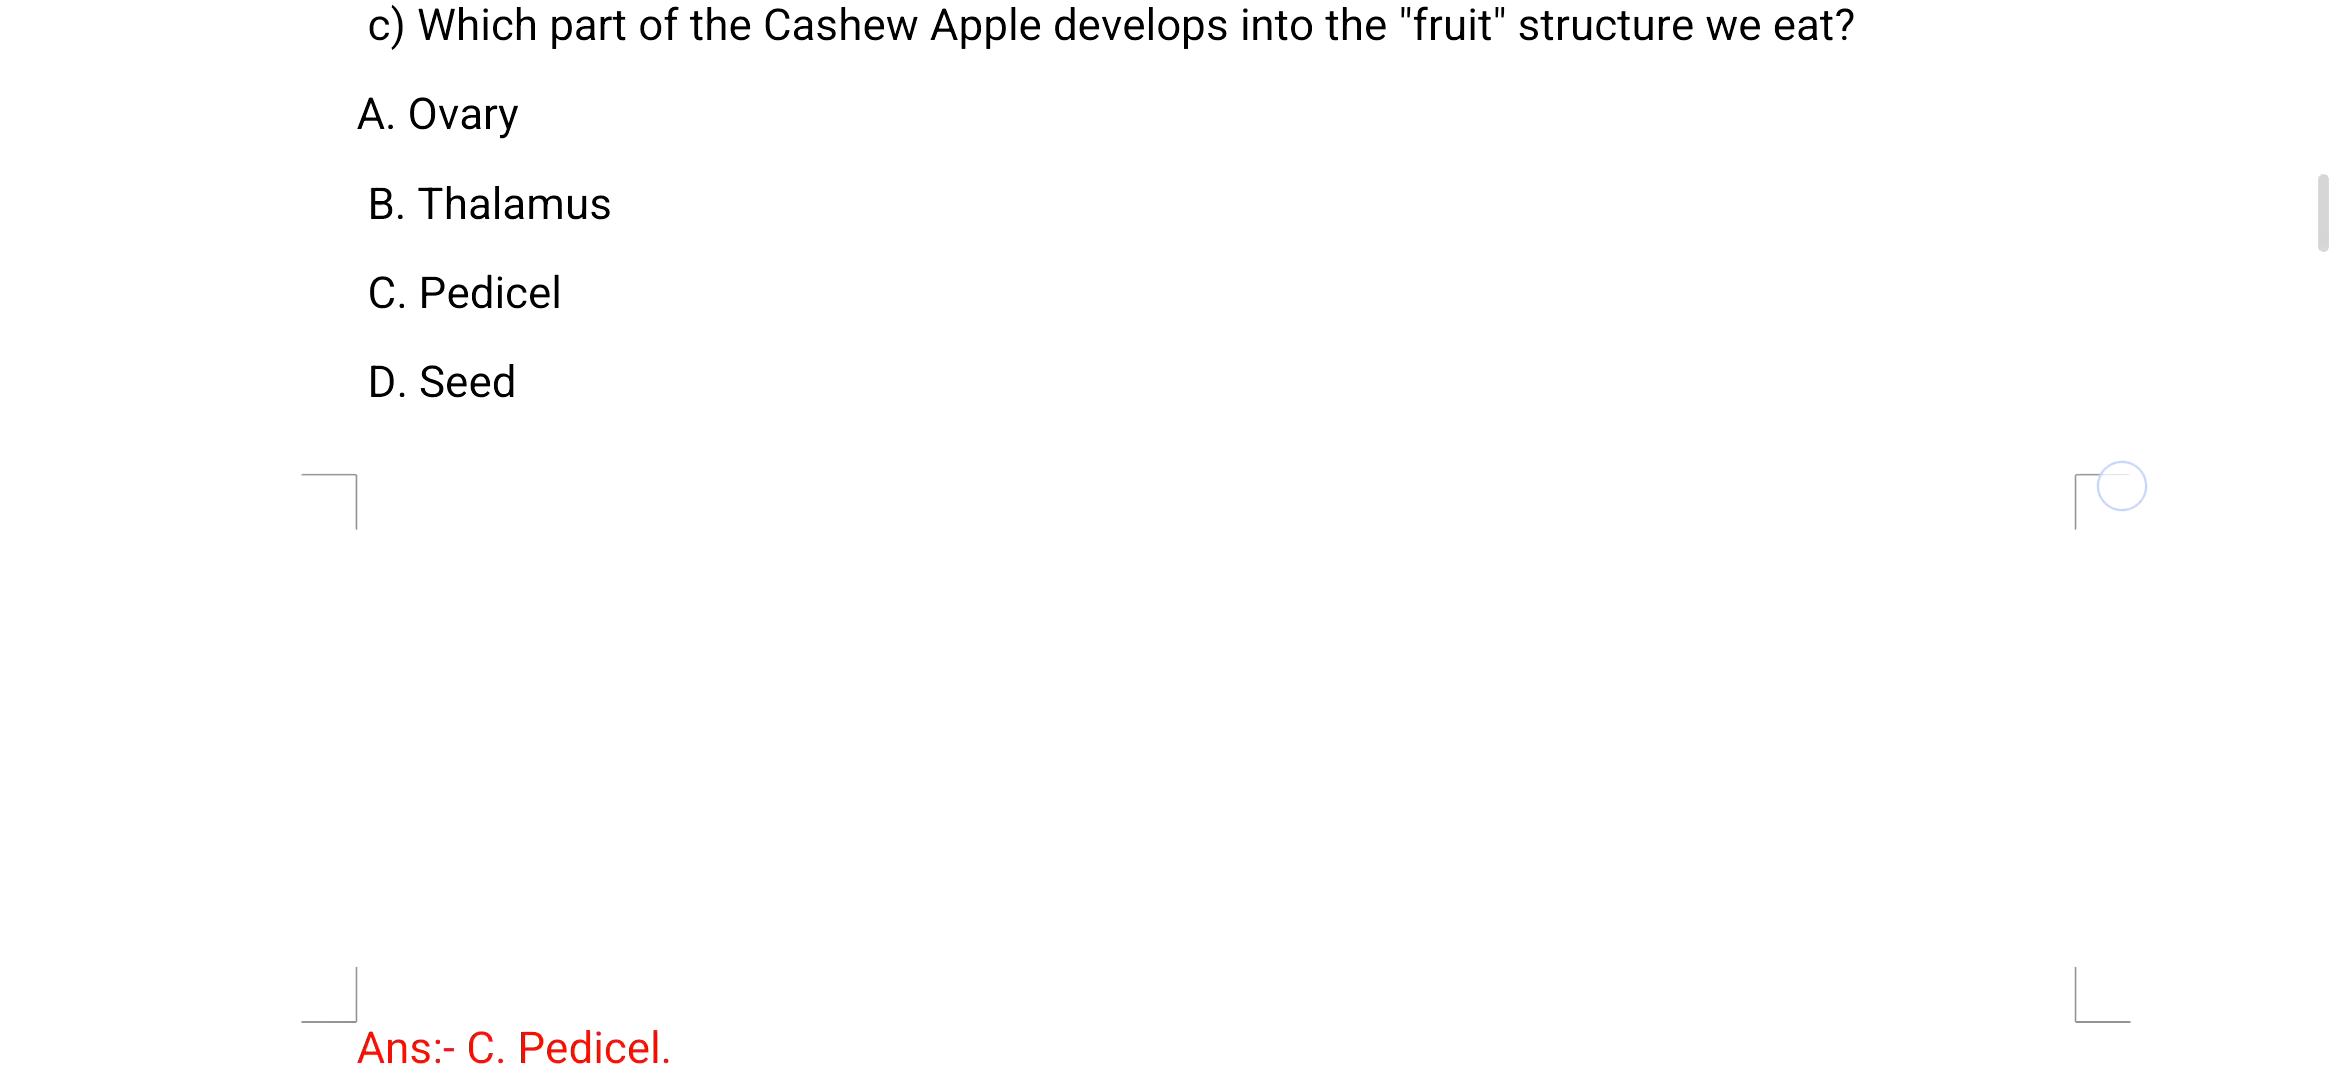 c) Which part of the Cashew Apple develops into the "fruit" structure we eat?
A. Ovary
B. Thalamus
C. Pedicel
D. Seed
Ans:- C. Pedicel.